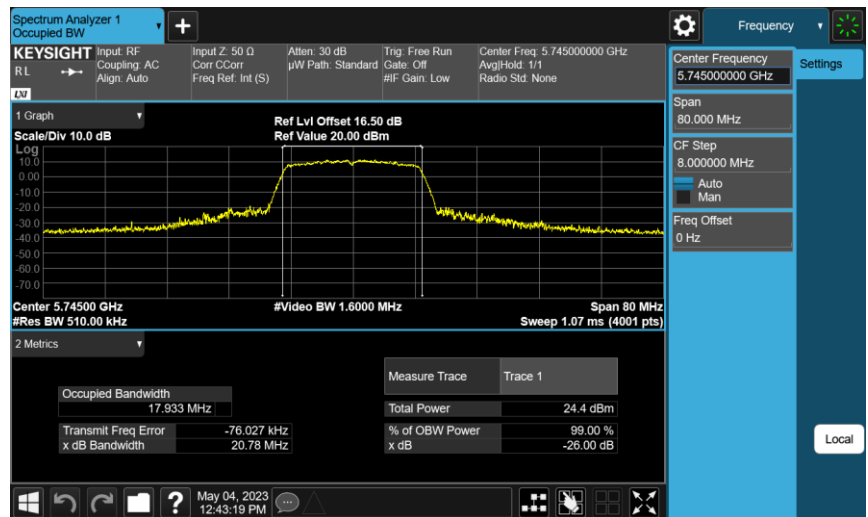 Spectrum Analyzer 1
Occupied BW
Frequency
KEYSIGHT
R L
LXI
Input: RF
Coupling: AC
Align: Auto
Input Z: 50 Ω
Corr CCorr
Freq Ref: Int (S)
Atten: 30 dB
µW Path: Standard
Trig: Free Run
Gate: Off
#IF Gain: Low
Center Freq: 5.745000000 GHz
Avg|Hold: 1/1
Radio Std: None
Center Frequency
5.745000000 GHz
Settings
Span
80.000 MHz
CF Step
8.000000 MHz
Auto
Man
Freq Offset
0 Hz
Local
1 Graph
Scale/Div 10.0 dB
Ref Lvl Offset 16.50 dB
Ref Value 20.00 dBm
Log
10.0
0.00
-10.0
-20.0
-30.0
-40.0
-50.0
-60.0
-70.0
Center 5.74500 GHz
#Video BW 1.6000 MHz
Span 80 MHz
#Res BW 510.00 kHz
Sweep 1.07 ms (4001 pts)
2 Metrics
Measure Trace Trace 1
Occupied Bandwidth
17.933 MHz
Total Power 24.4 dBm
Transmit Freq Error -76.027 kHz
% of OBW Power 99.00 %
x dB Bandwidth 20.78 MHz
x dB -26.00 dB
?
May 04, 2023
12:43:19 PM